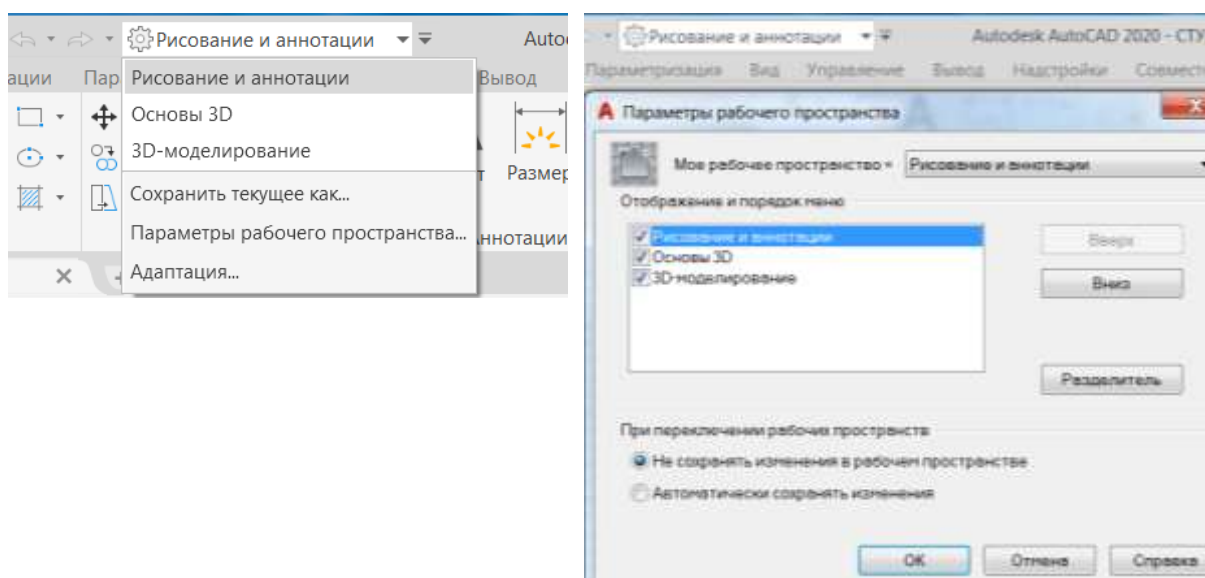 Рисование и аннотации
Auto
ации Пар
Вывод
Рисование и аннотации
Основы 3D
3D-моделирование
Сохранить текущее как...
Параметры рабочего пространства...
Адаптация...
Размер
ннотации
Рисование и аннотации
Autodesk AutoCAD 2020 - СТУ
Параметризация Вид Управление Вывод Надстройки Совмест
Параметры рабочего пространства
Мое рабочее пространство = Рисование и аннотации
Отображение и порядок меню
Рисование и аннотации
Основы 3D
3D-моделирование
Вверх
Вниз
Разделитель
При переключении рабочих пространств
Не сохранять изменения в рабочем пространстве
Автоматически сохранять изменения
ОК Отмена Справка